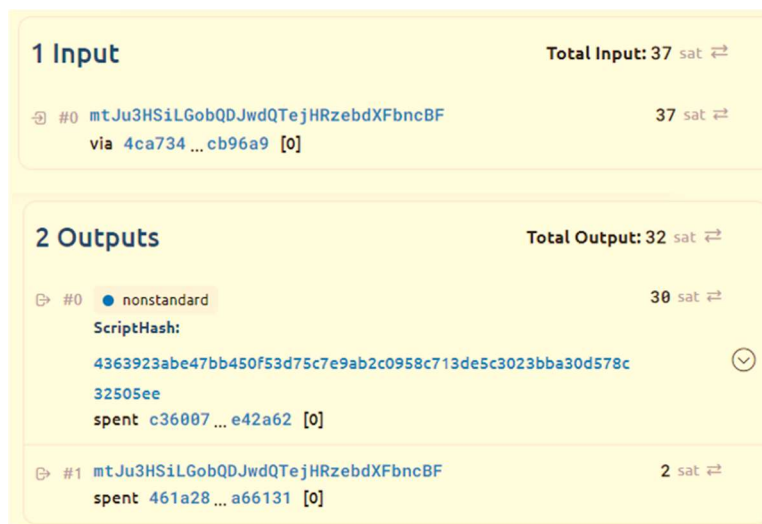 1 Input
Total Input: 37 sat
#0 mtJu3HSiLGobQDJwdQTejHRzebdXFbncBF
37 sat
via 4ca734...cb96a9 [0]
2 Outputs
Total Output: 32 sat
#0 nonstandard
30 sat
ScriptHash:
4363923abe47bb450f53d75c7e9ab2c0958c713de5c3023bba30d578c
32505ee
spent c36007...e42a62 [0]
#1 mtJu3HSiLGobQDJwdQTejHRzebdXFbncBF
2 sat
spent 461a28...a66131 [0]